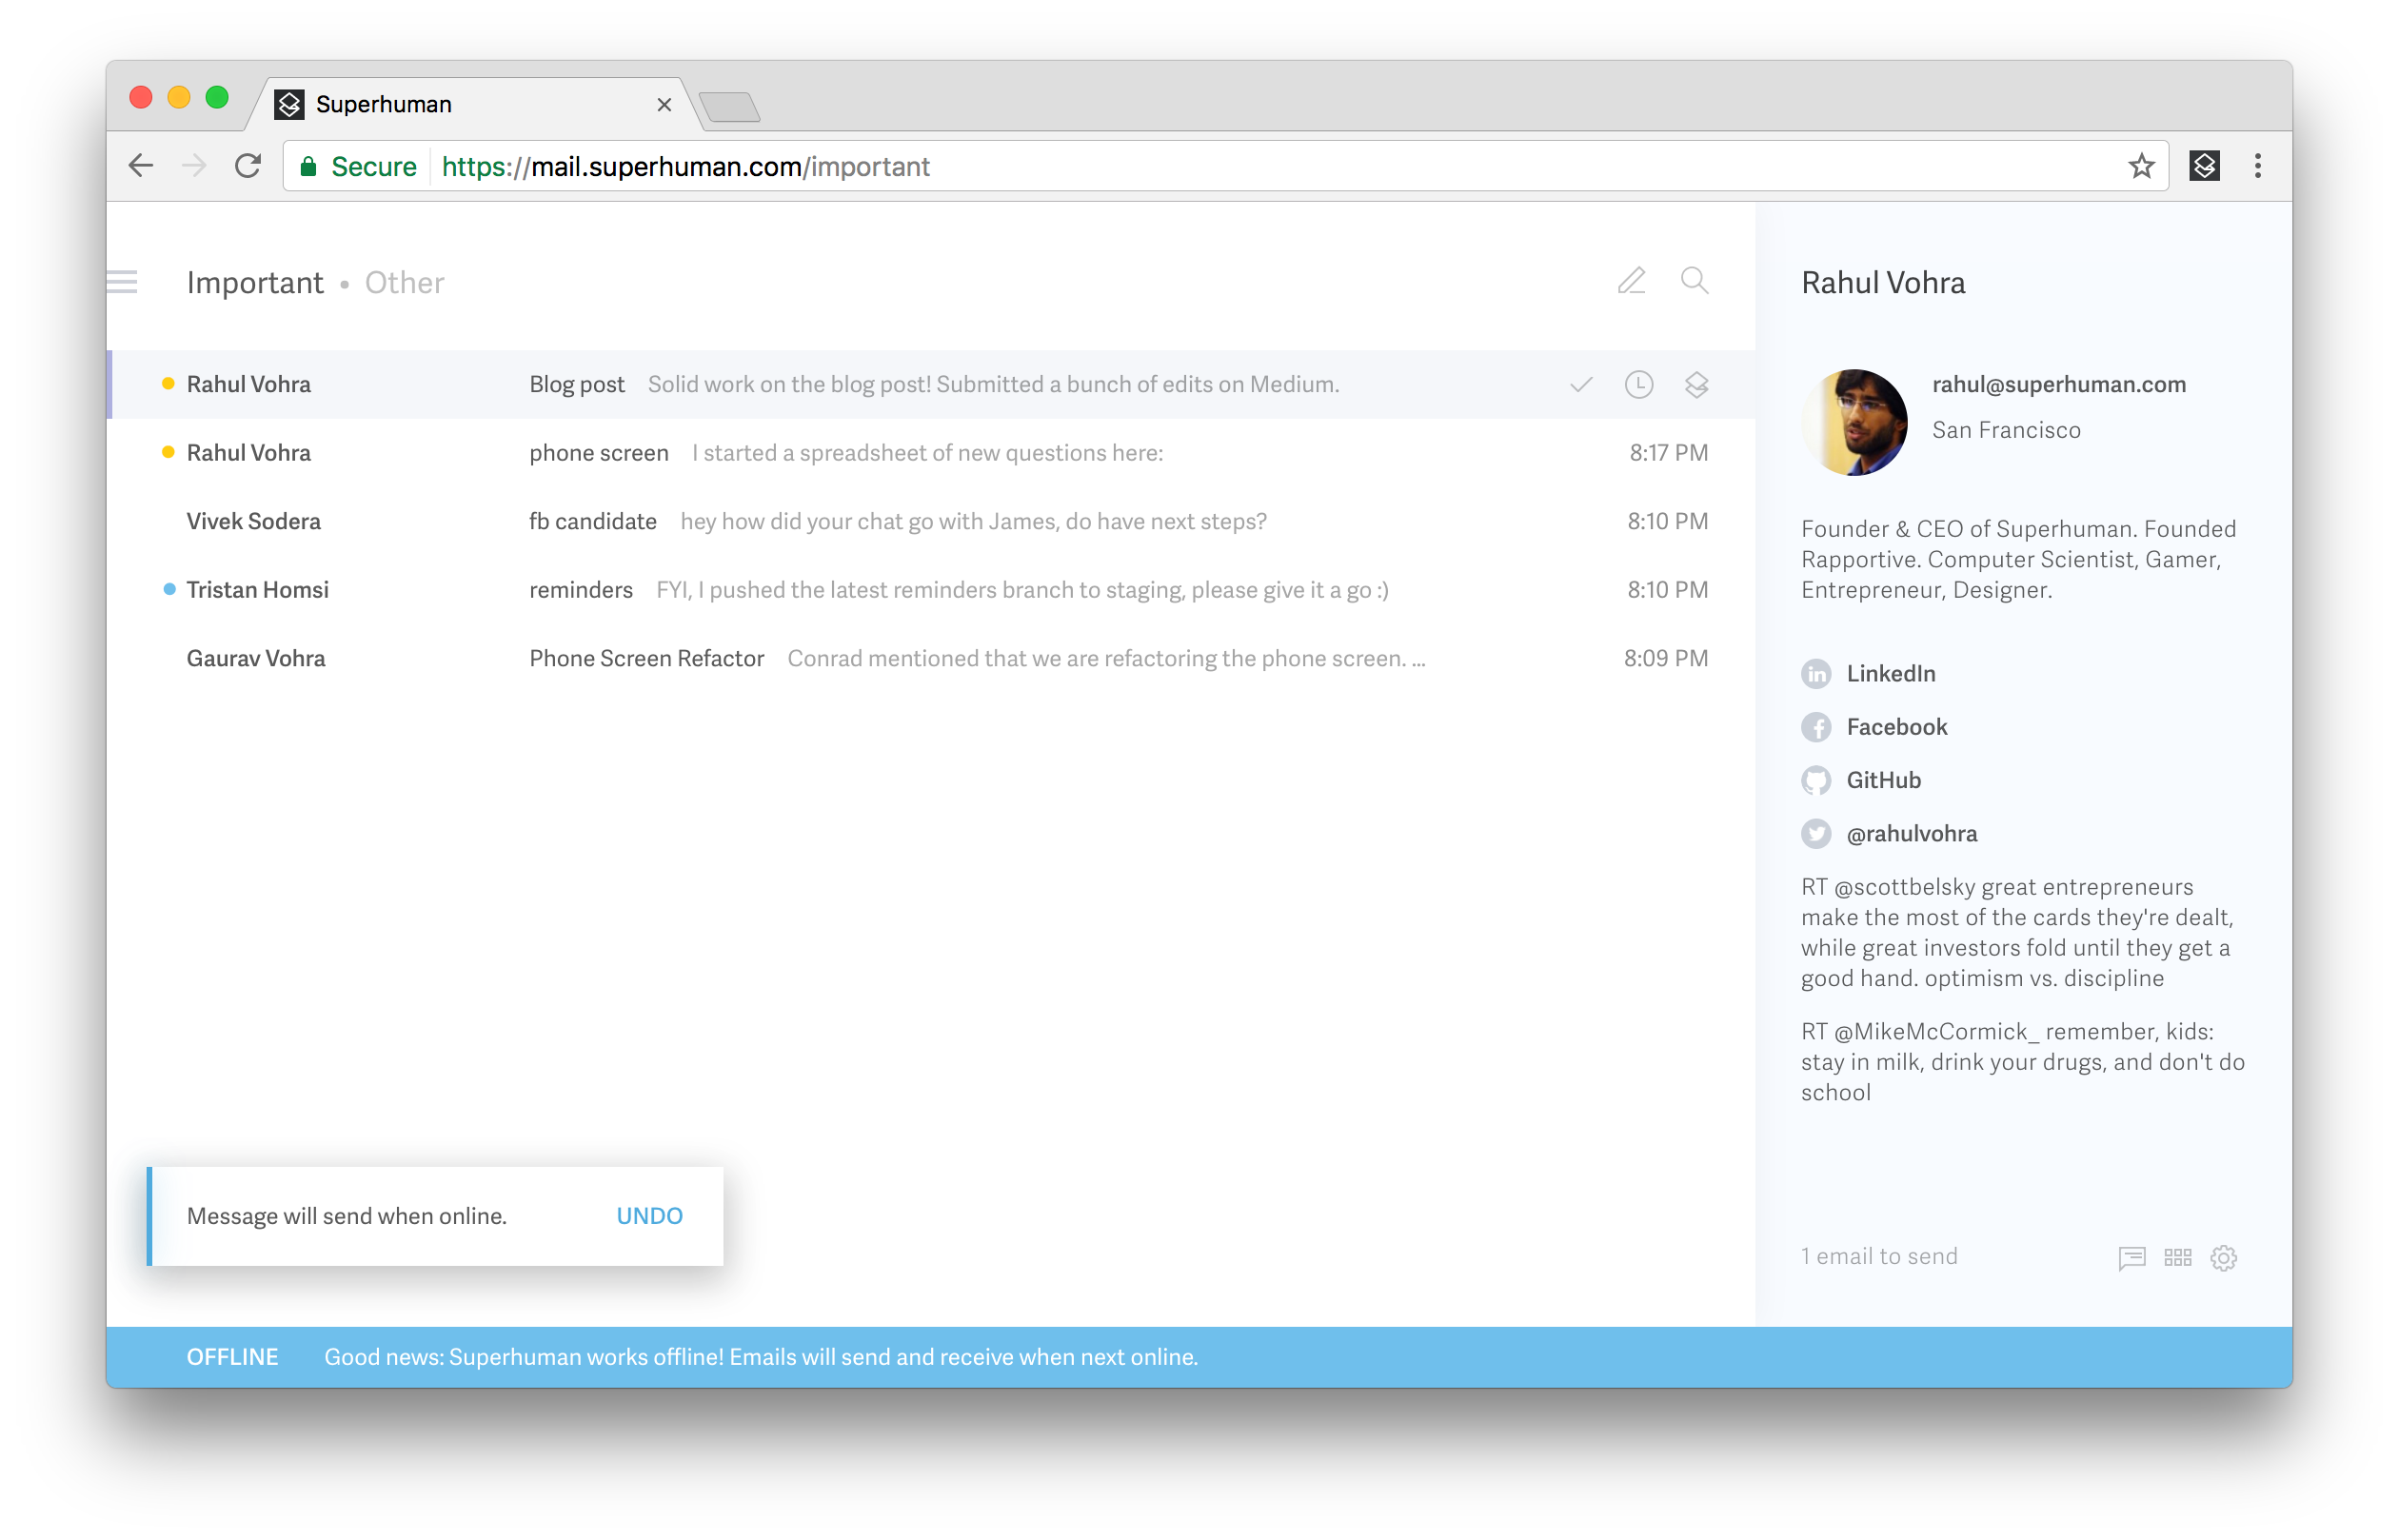 Superhuman
Secure https://mail.superhuman.com/important
Important • Other
Rahul Vohra Blog post Solid work on the blog post! Submitted a bunch of edits on Medium.
Rahul Vohra phone screen I started a spreadsheet of new questions here: 8:17 PM
Vivek Sodera fb candidate hey how did your chat go with James, do have next steps? 8:10 PM
Tristan Homsi reminders FYI, I pushed the latest reminders branch to staging, please give it a go :) 8:10 PM
Gaurav Vohra Phone Screen Refactor Conrad mentioned that we are refactoring the phone screen. ... 8:09 PM
Message will send when online. UNDO
Rahul Vohra
rahul@superhuman.com
San Francisco
Founder & CEO of Superhuman. Founded
Rapportive. Computer Scientist, Gamer,
Entrepreneur, Designer.
LinkedIn
Facebook
GitHub
@rahulvohra
RT @scottbelsky great entrepreneurs
make the most of the cards they're dealt,
while great investors fold until they get a
good hand. optimism vs. discipline
RT @MikeMcCormick_ remember, kids:
stay in milk, drink your drugs, and don't do
school
1 email to send
OFFLINE Good news: Superhuman works offline! Emails will send and receive when next online.